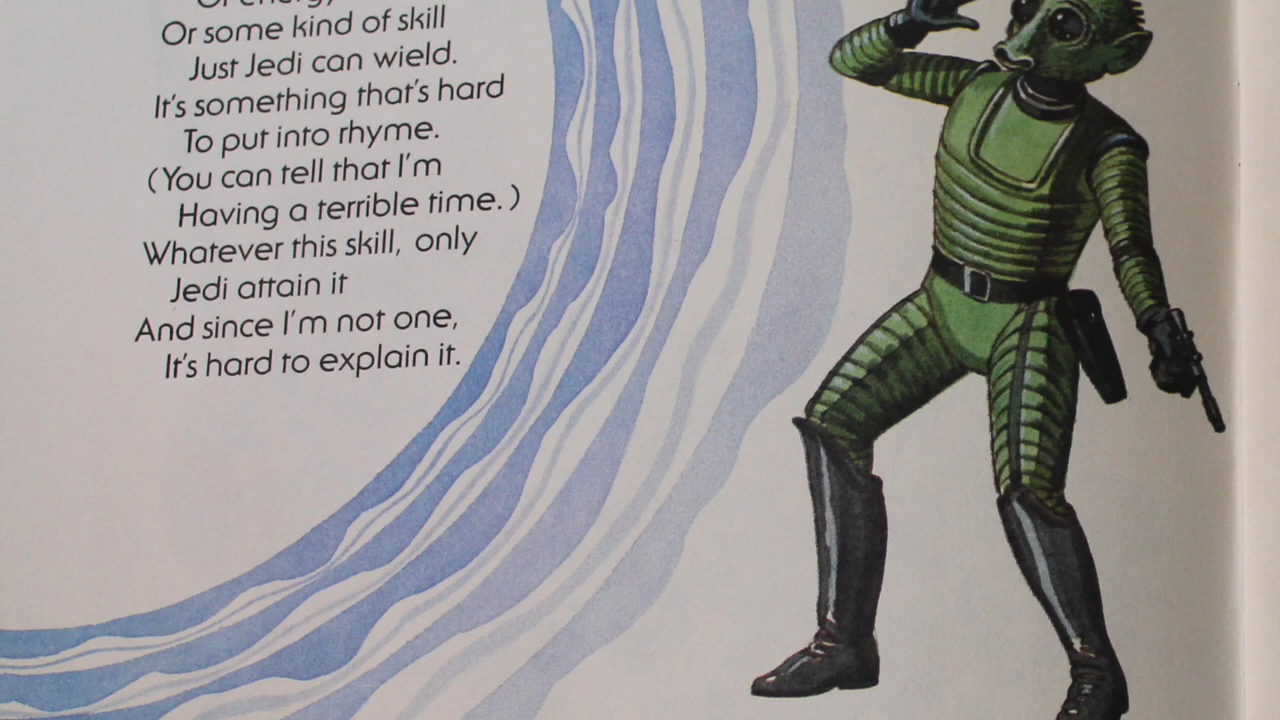 Or energy
Or some kind of skill
Just Jedi can wield.
It's something that's hard
To put into rhyme.
(You can tell that I'm
Having a terrible time.)
Whatever this skill, only
Jedi attain it
And since I'm not one,
It's hard to explain it.